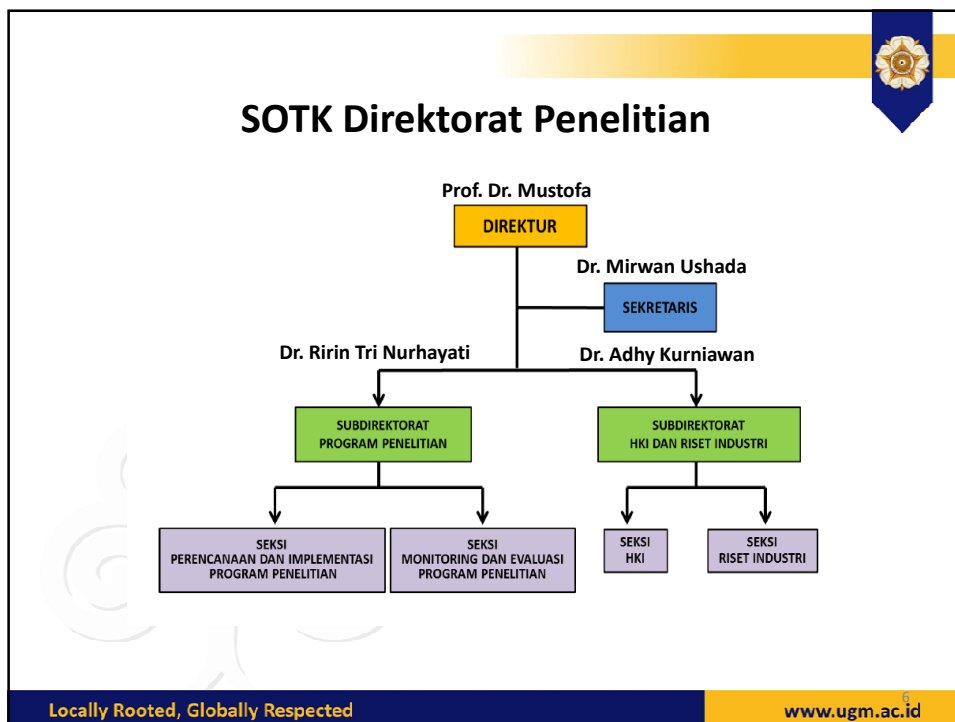 SOTK Direktorat Penelitian
Prof. Dr. Mustofa
DIREKTUR
Dr. Mirwan Ushada
SEKRETARIS
Dr. Ririn Tri Nurhayati
Dr. Adhy Kurniawan
SUBDIREKTORAT
PROGRAM PENELITIAN
SUBDIREKTORAT
HKI DAN RISET INDUSTRI
SEKSI
PERENCANAAN DAN IMPLEMENTASI
PROGRAM PENELITIAN
SEKSI
MONITORING DAN EVALUASI
PROGRAM PENELITIAN
SEKSI
HKI
SEKSI
RISET INDUSTRI
6
Locally Rooted, Globally Respected
www.ugm.ac.id